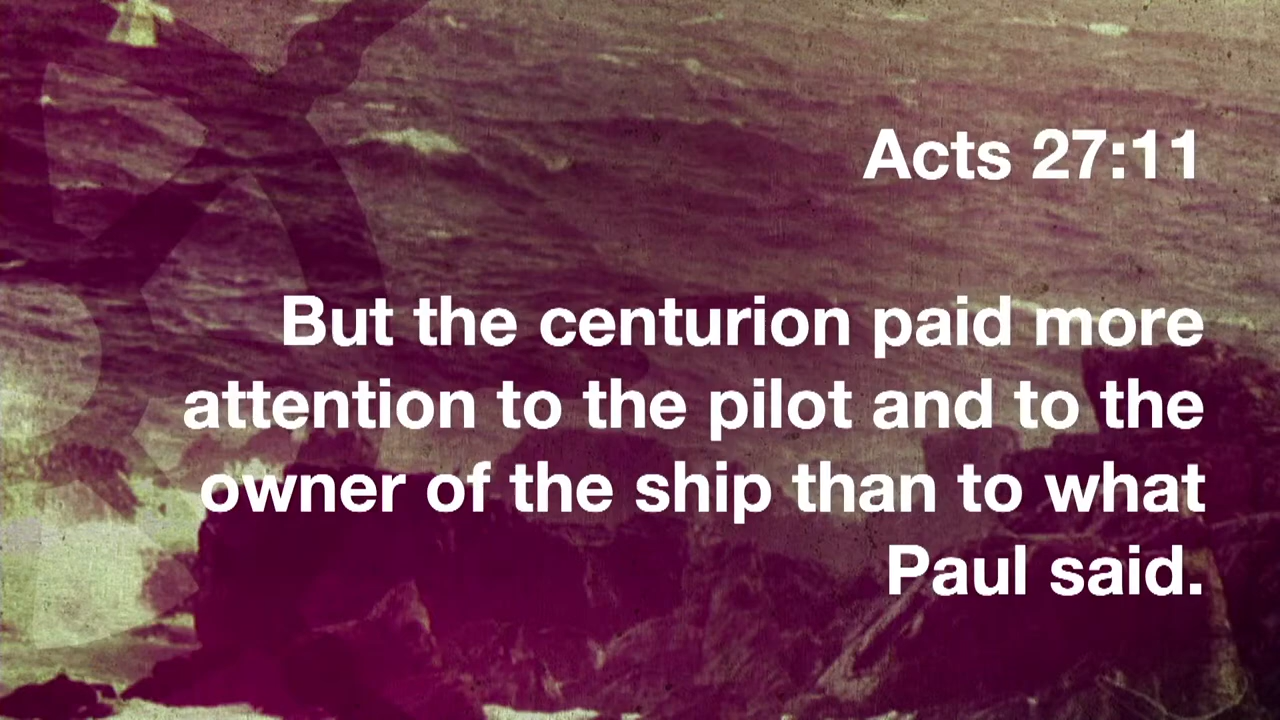 Acts 27:11
But the centurion paid more
attention to the pilot and to the
owner of the ship than to what
Paul said.